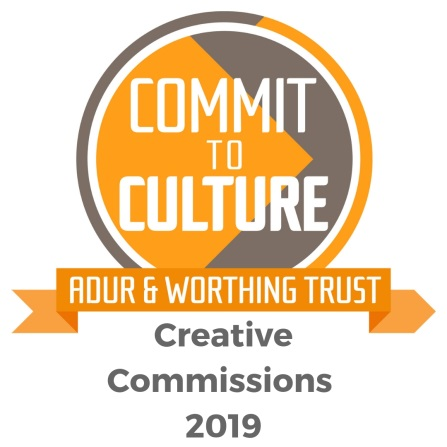 COMMIT
TO
CULTURE
ADUR & WORTHING TRUST
Creative
Commissions
2019